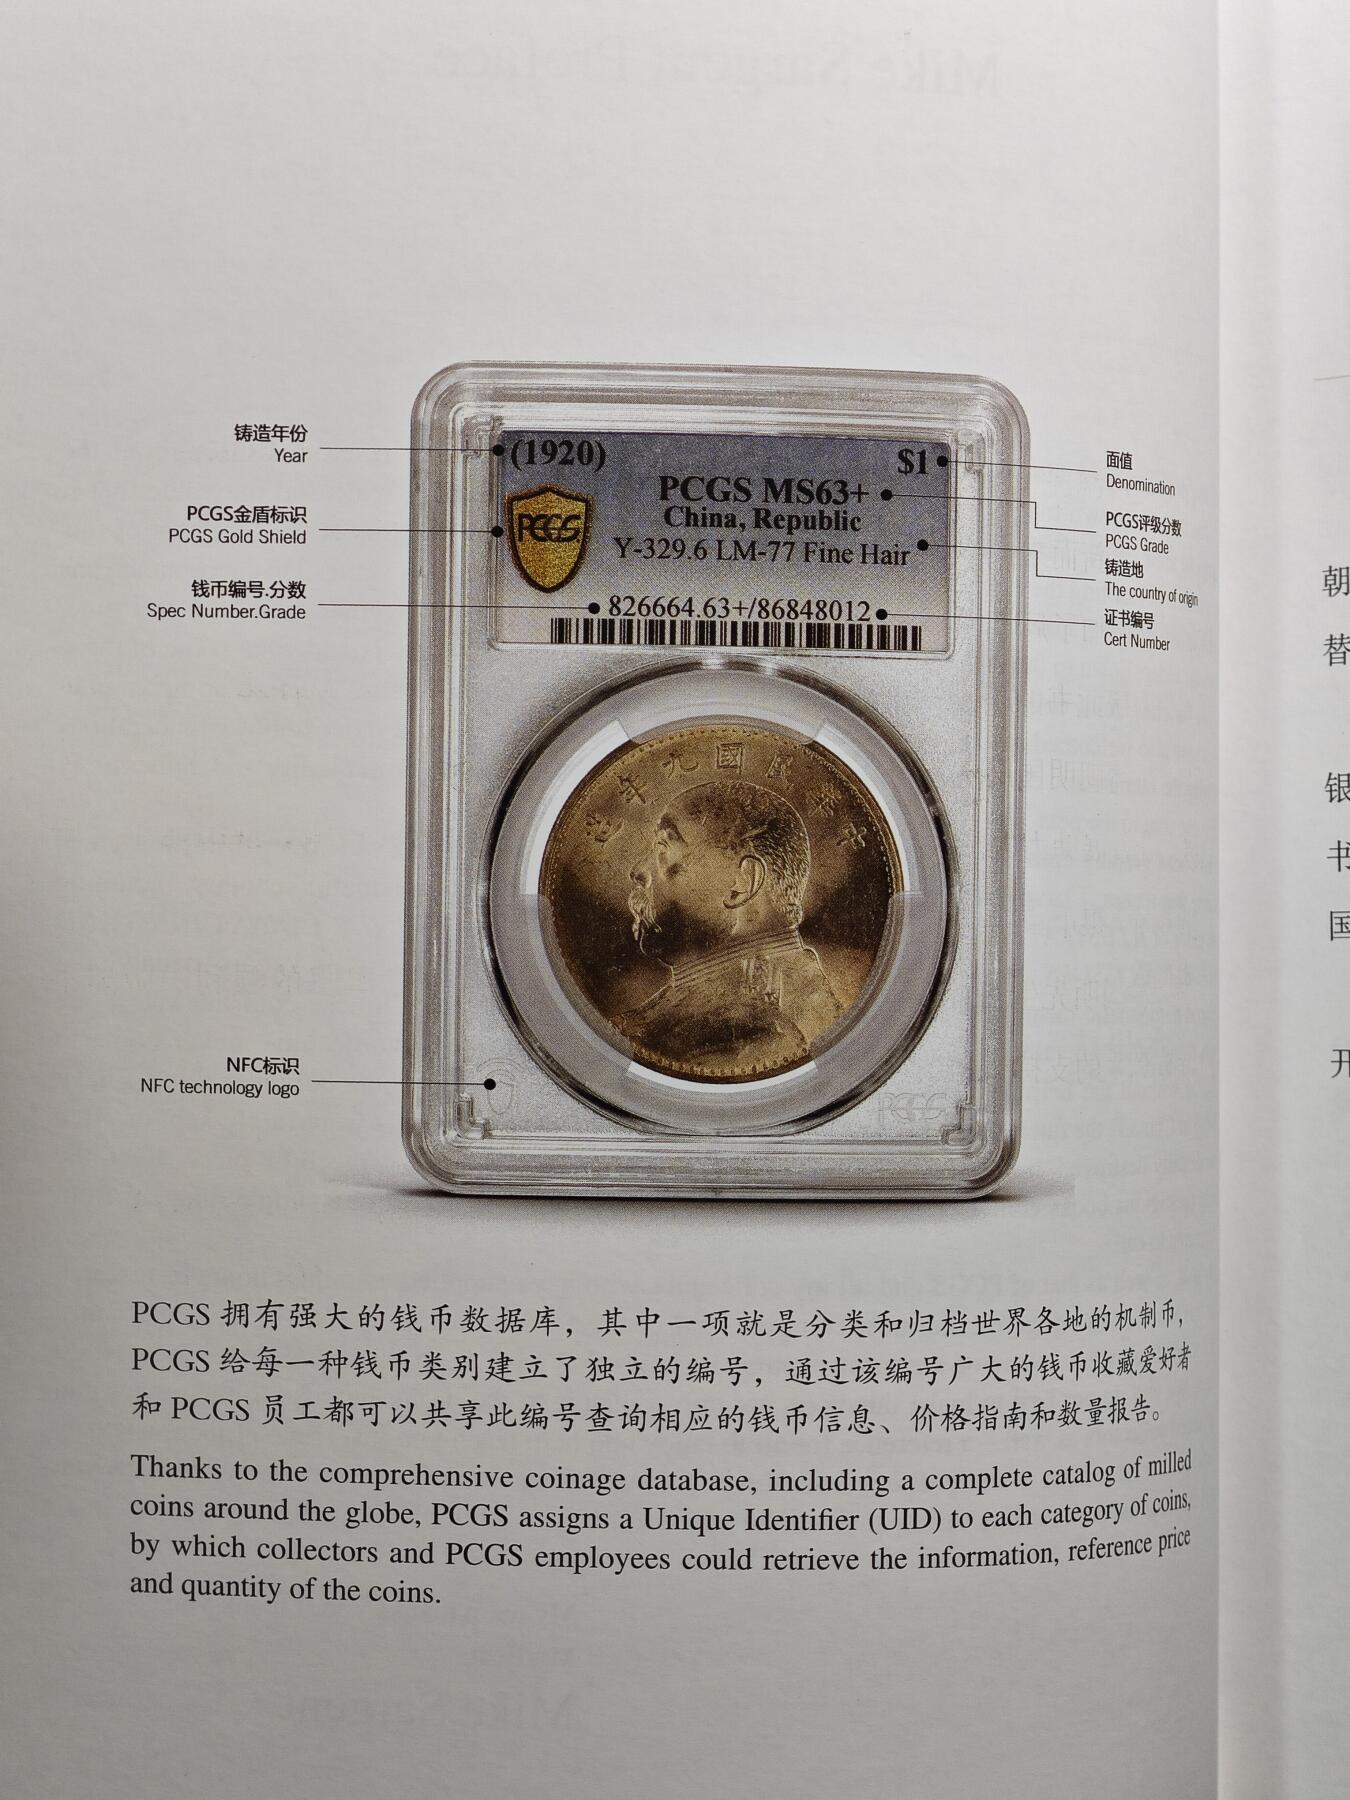 铸造年份
Year
PCGS金盾标识
PCGS Gold Shield
钱币编号.分数
Spec Number.Grade
(1920)
$1
PCGS MS63+
China, Republic
Y-329.6 LM-77 Fine Hair
PCGS
826664.63+/86848012
面值
Denomination
PCGS评级分数
PCGS Grade
铸造地
The country of origin
证书编号
Cert Number
造年九國民華中
NFC标识
NFC technology logo
PCGS
PCGS 拥有强大的钱币数据库，其中一项就是分类和归档世界各地的机制币，
PCGS 给每一种钱币类别建立了独立的编号，通过该编号广大的钱币收藏爱好者
和 PCGS 员工都可以共享此编号查询相应的钱币信息、价格指南和数量报告。
Thanks to the comprehensive coinage database, including a complete catalog of milled
coins around the globe, PCGS assigns a Unique Identifier (UID) to each category of coins,
by which collectors and PCGS employees could retrieve the information, reference price
and quantity of the coins.
朝
替
银
书
国
开